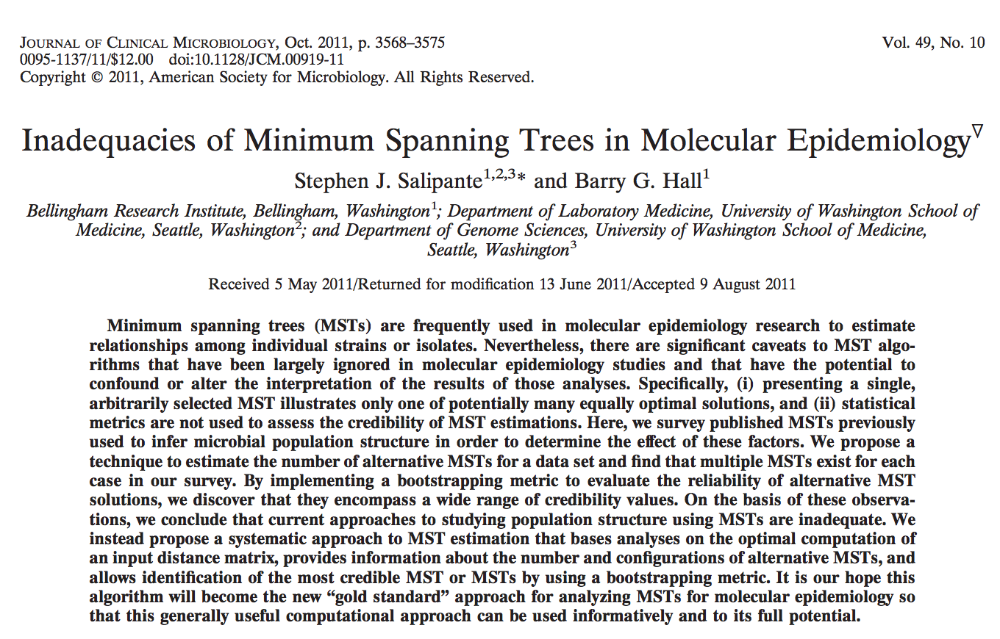 JOURNAL OF CLINICAL MICROBIOLOGY, Oct. 2011, p. 3568–3575 Vol. 49, No. 10
0095-1137/11/$12.00 doi:10.1128/JCM.00919-11
Copyright © 2011, American Society for Microbiology. All Rights Reserved.
Inadequacies of Minimum Spanning Trees in Molecular Epidemiology▽
Stephen J. Salipante1,2,3* and Barry G. Hall1
Bellingham Research Institute, Bellingham, Washington1; Department of Laboratory Medicine, University of Washington School of
Medicine, Seattle, Washington2; and Department of Genome Sciences, University of Washington School of Medicine,
Seattle, Washington3
Received 5 May 2011/Returned for modification 13 June 2011/Accepted 9 August 2011
Minimum spanning trees (MSTs) are frequently used in molecular epidemiology research to estimate
relationships among individual strains or isolates. Nevertheless, there are significant caveats to MST algo-
rithms that have been largely ignored in molecular epidemiology studies and that have the potential to
confound or alter the interpretation of the results of those analyses. Specifically, (i) presenting a single,
arbitrarily selected MST illustrates only one of potentially many equally optimal solutions, and (ii) statistical
metrics are not used to assess the credibility of MST estimations. Here, we survey published MSTs previously
used to infer microbial population structure in order to determine the effect of these factors. We propose a
technique to estimate the number of alternative MSTs for a data set and find that multiple MSTs exist for each
case in our survey. By implementing a bootstrapping metric to evaluate the reliability of alternative MST
solutions, we discover that they encompass a wide range of credibility values. On the basis of these observa-
tions, we conclude that current approaches to studying population structure using MSTs are inadequate. We
instead propose a systematic approach to MST estimation that bases analyses on the optimal computation of
an input distance matrix, provides information about the number and configurations of alternative MSTs, and
allows identification of the most credible MST or MSTs by using a bootstrapping metric. It is our hope this
algorithm will become the new “gold standard” approach for analyzing MSTs for molecular epidemiology so
that this generally useful computational approach can be used informatively and to its full potential.